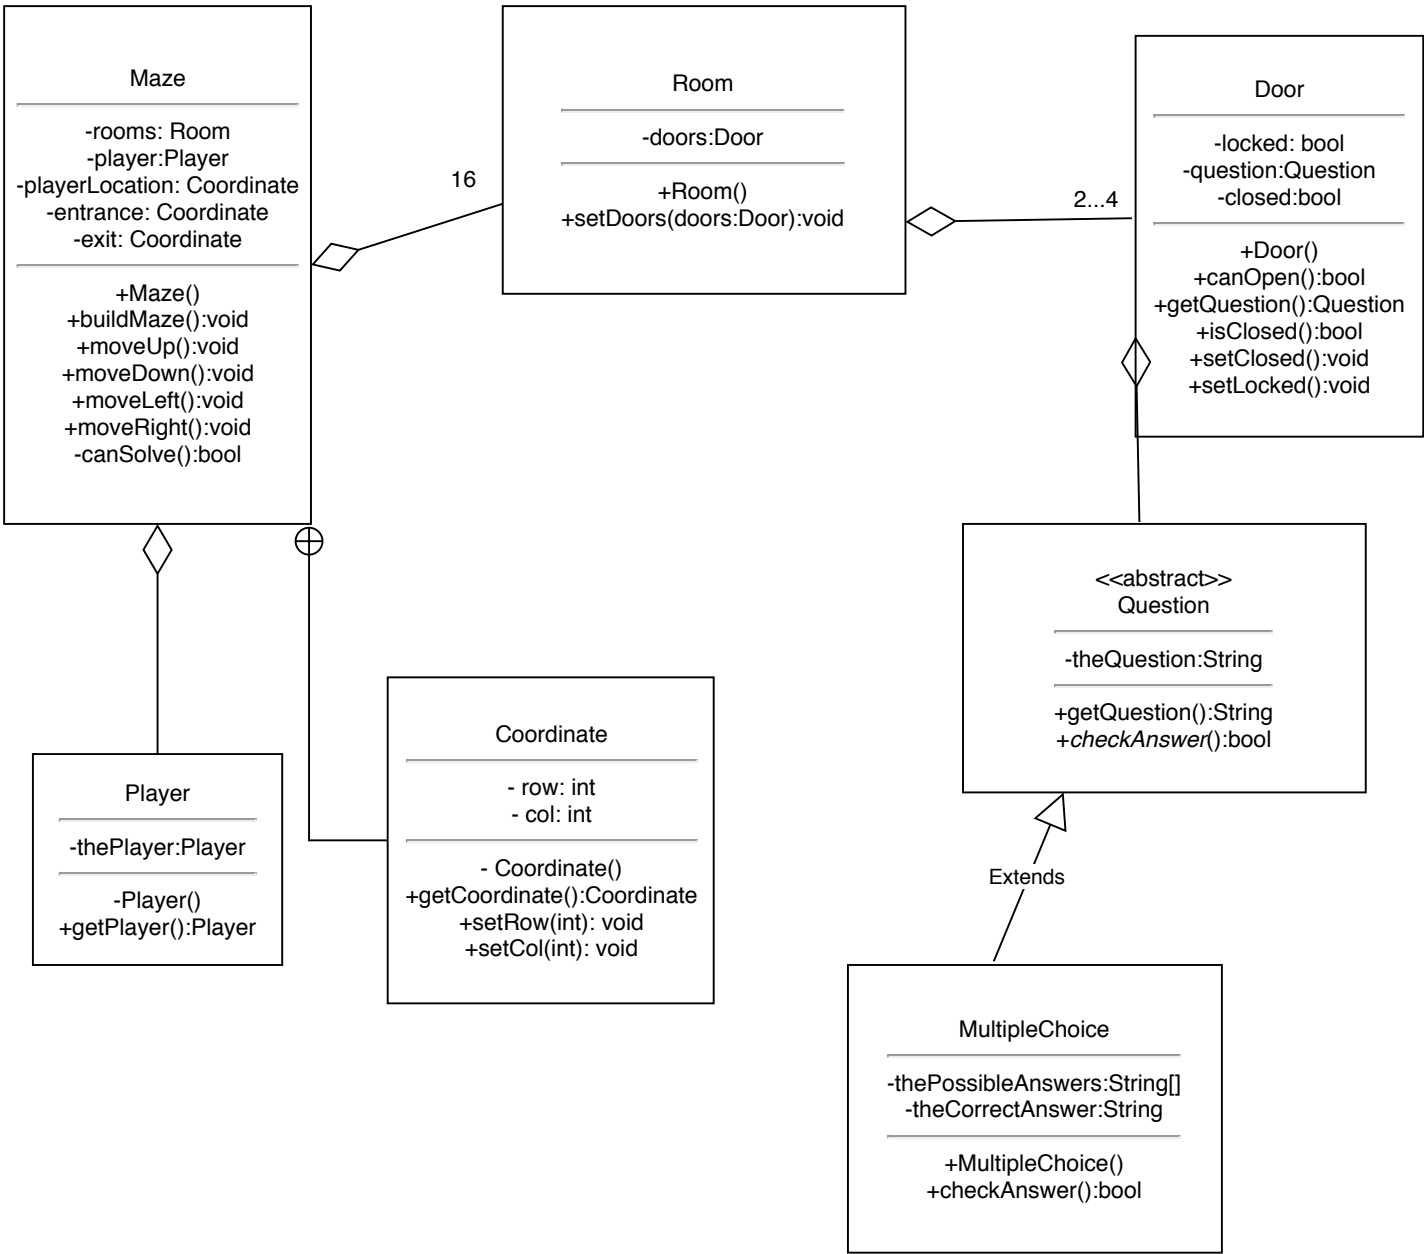 Maze
-rooms: Room
-player:Player
-playerLocation: Coordinate
-entrance: Coordinate
-exit: Coordinate
+Maze()
+buildMaze():void
+moveUp():void
+moveDown():void
+moveLeft():void
+moveRight():void
-canSolve():bool
16
Room
-doors:Door
+Room()
+setDoors(doors:Door):void
2...4
Door
-locked: bool
-question:Question
-closed:bool
+Door()
+canOpen():bool
+getQuestion():Question
+isClosed():bool
+setClosed():void
+setLocked():void
<<abstract>>
Question
-theQuestion:String
+getQuestion():String
+checkAnswer():bool
Player
-thePlayer:Player
-Player()
+getPlayer():Player
Coordinate
- row: int
- col: int
- Coordinate()
+getCoordinate():Coordinate
+setRow(int): void
+setCol(int): void
Extends
MultipleChoice
-thePossibleAnswers:String[]
-theCorrectAnswer:String
+MultipleChoice()
+checkAnswer():bool